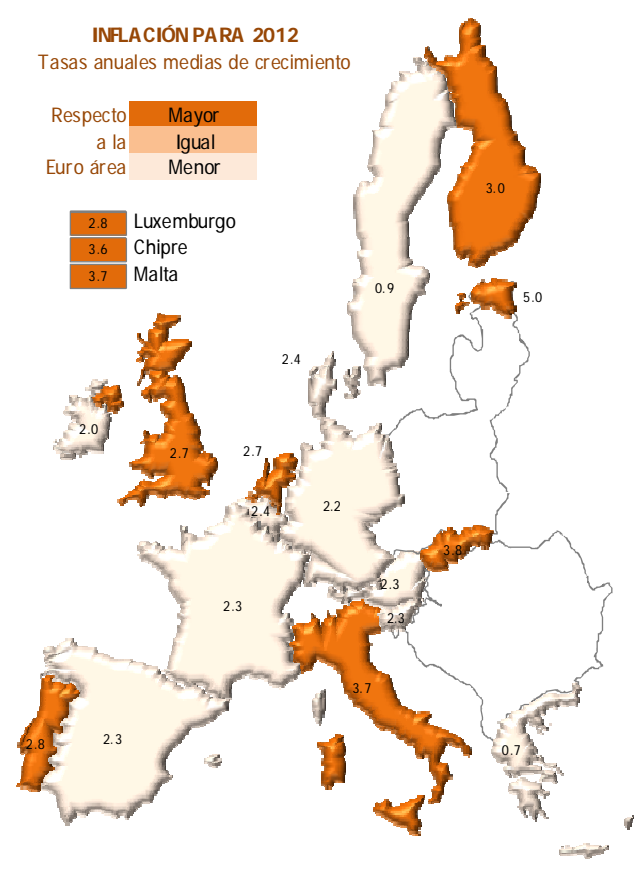 INFLACIÓN PARA 2012
Tasas anuales medias de crecimiento
Respecto Mayor
a la Igual
Euro área Menor
2.8 Luxemburgo
3.6 Chipre
3.7 Malta
3.0
0.9
5.0
2.4
2.0
2.7
2.7
2.4
2.2
3.8
2.3
2.3
2.3
3.7
2.8
2.3
0.7